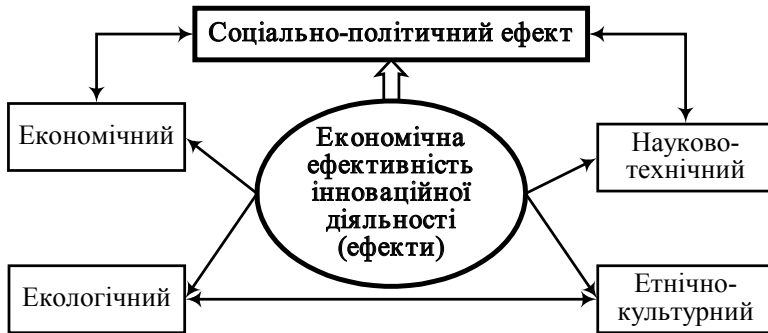 Соціально-політичний ефект
Економічний
Економічна
ефективність
інноваційної
діяльності
(ефекти)
Науково-
технічний
Екологічний
Етнічно-
культурний